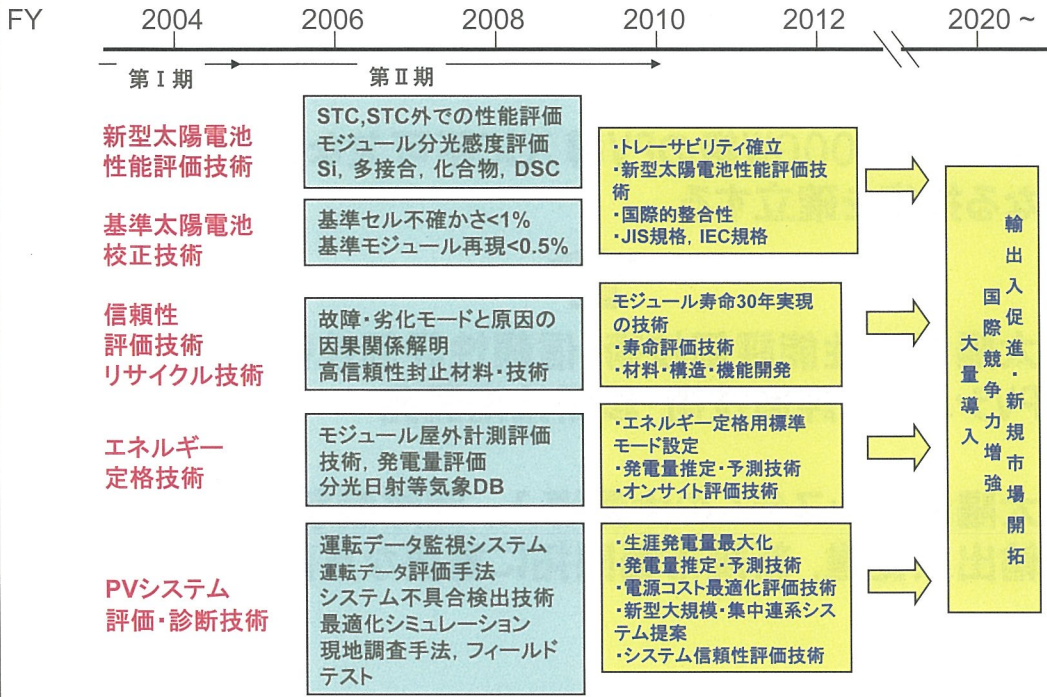 FY 2004 2006 2008 2010 2012 2020 ~
第Ⅰ期 第Ⅱ期
新型太陽電池
性能評価技術
STC,STC外での性能評価
モジュール分光感度評価
Si, 多接合, 化合物, DSC
・トレーサビリティ確立
・新型太陽電池性能評価技
術
・国際的整合性
・JIS規格, IEC規格
基準太陽電池
校正技術
基準セル不確かさ<1%
基準モジュール再現<0.5%
信頼性
評価技術
リサイクル技術
故障・劣化モードと原因の
因果関係解明
高信頼性封止材料・技術
モジュール寿命30年実現
の技術
・寿命評価技術
・材料・構造・機能開発
エネルギー
定格技術
モジュール屋外計測評価
技術, 発電量評価
分光日射等気象DB
・エネルギー定格用標準
モード設定
・発電量推定・予測技術
・オンサイト評価技術
PVシステム
評価・診断技術
運転データ監視システム
運転データ評価手法
システム不具合検出技術
最適化シミュレーション
現地調査手法, フィールド
テスト
・生涯発電量最大化
・発電量推定・予測技術
・電源コスト最適化評価技術
・新型大規模・集中連系シス
テム提案
・システム信頼性評価技術
輸出入促進・新規市場開拓
国際競争力増強
大量導入